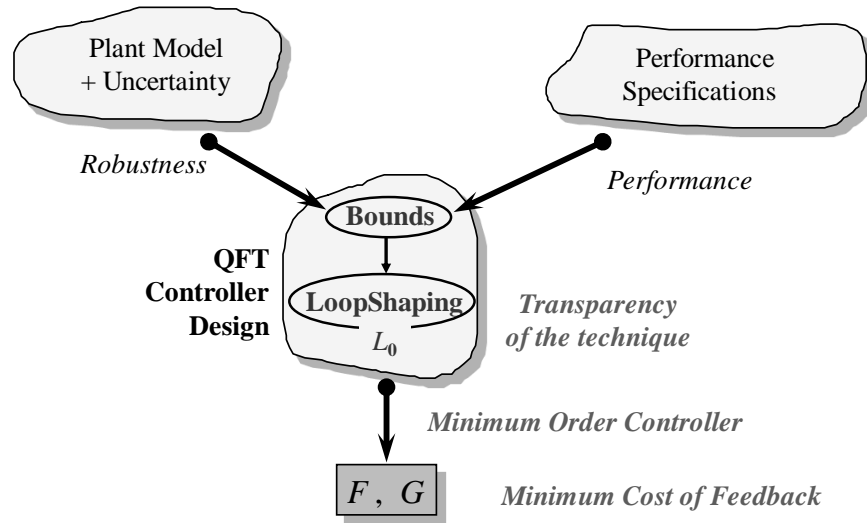 Plant Model
+ Uncertainty
Performance
Specifications
Robustness
Performance
Bounds
QFT
Controller
Design
LoopShaping
L₀
Transparency
of the technique
Minimum Order Controller
F , G
Minimum Cost of Feedback